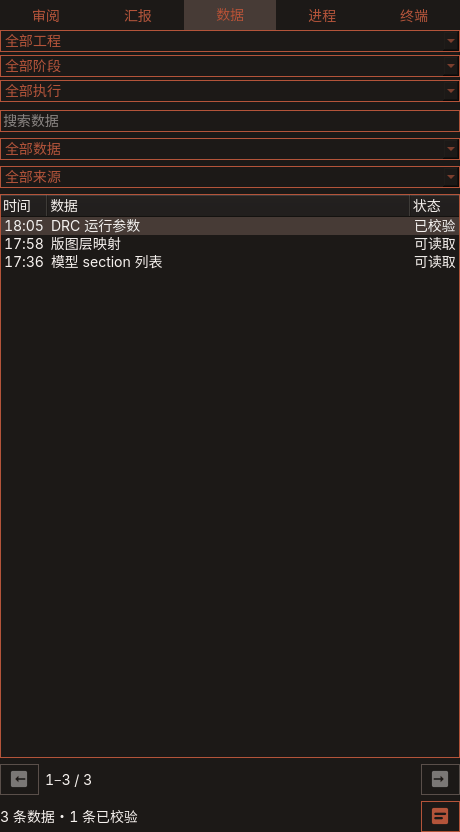 审阅 汇报 数据 进程 终端
全部工程
全部阶段
全部执行
搜索数据
全部数据
全部来源
时间 数据 状态
18:05 DRC 运行参数 已校验
17:58 版图层映射 可读取
17:36 模型 section 列表 可读取
1–3 / 3
3 条数据 · 1 条已校验